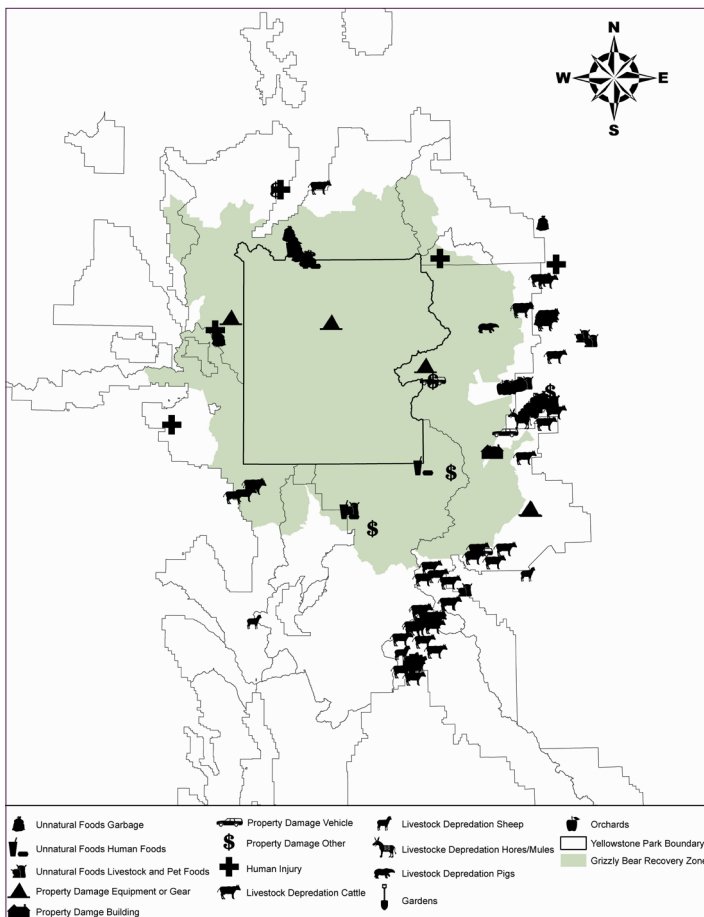 N
W E
S
Unnatural Foods Garbage
Unnatural Foods Human Foods
Unnatural Foods Livestock and Pet Foods
Property Damage Equipment or Gear
Property Damge Building
Property Damage Vehicle
$ Property Damage Other
Human Injury
Livestock Depredation Cattle
Livestock Depredation Sheep
Livestocke Depredation Hores/Mules
Livestock Depredation Pigs
Gardens
Orchards
Yellowstone Park Boundary
Grizzly Bear Recovery Zone